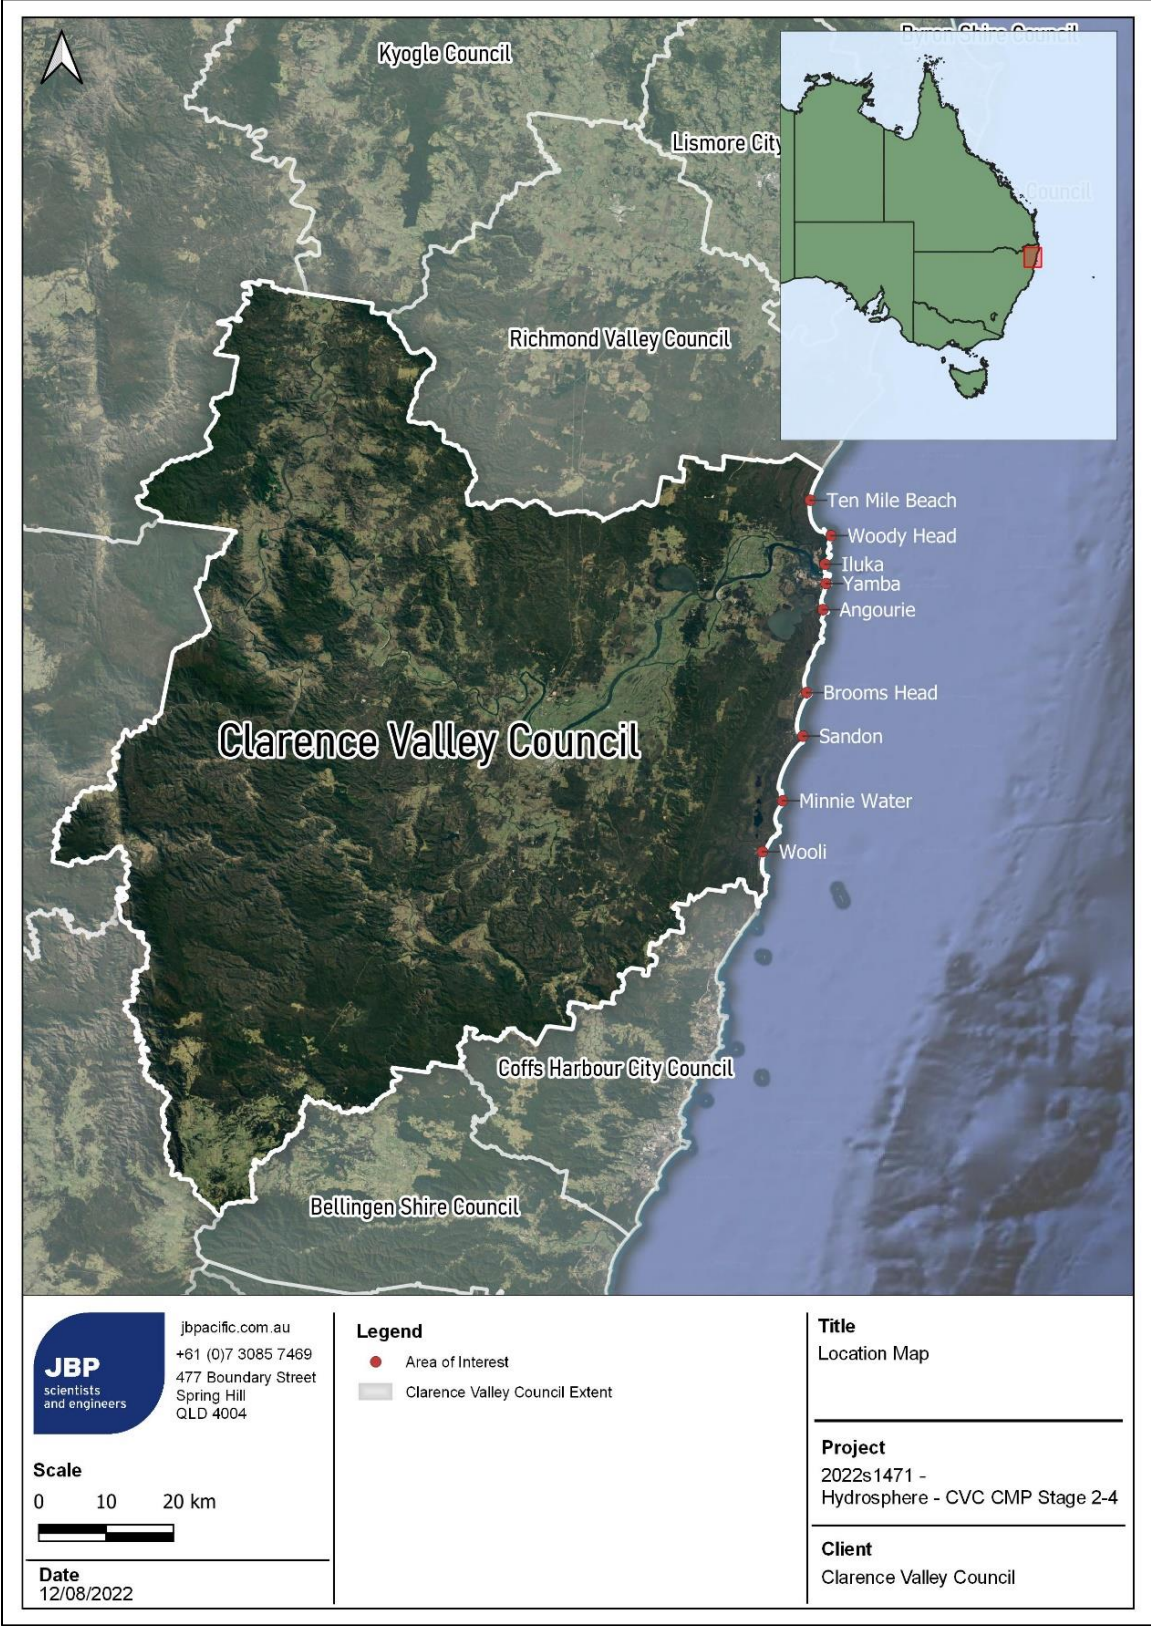 Byron Shire Council
Kyogle Council
Lismore City
Council
Richmond Valley Council
Ten Mile Beach
Woody Head
Iluka
Yamba
Angourie
Brooms Head
Clarence Valley Council
Sandon
Minnie Water
Wooli
Coffs Harbour City Council
Bellingen Shire Council
JBP
scientists
and engineers
jbpacific.com.au
+61 (0)7 3085 7469
477 Boundary Street
Spring Hill
QLD 4004
Scale
0 10 20 km
Date
12/08/2022
Legend
Area of Interest
Clarence Valley Council Extent
Title
Location Map
Project
2022s1471 -
Hydrosphere - CVC CMP Stage 2-4
Client
Clarence Valley Council